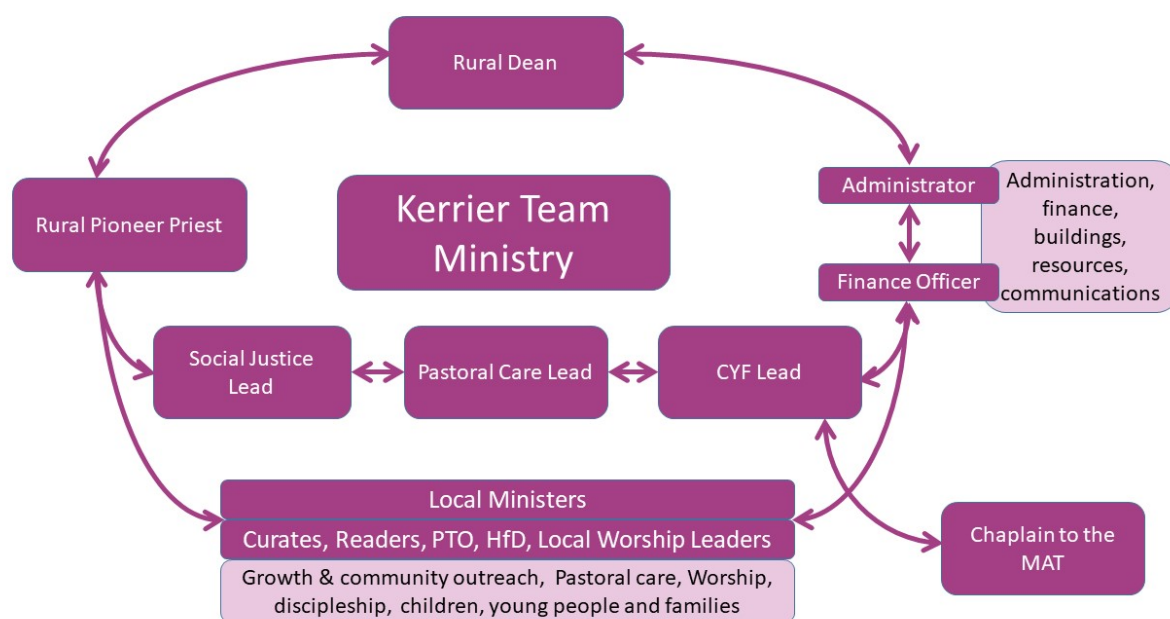 Rural Dean
Rural Pioneer Priest
Kerrier Team
Ministry
Administrator
Finance Officer
Administration,
finance,
buildings,
resources,
communications
Social Justice
Lead
Pastoral Care Lead
CYF Lead
Local Ministers
Curates, Readers, PTO, HfD, Local Worship Leaders
Growth & community outreach, Pastoral care, Worship,
discipleship, children, young people and families
Chaplain to the
MAT